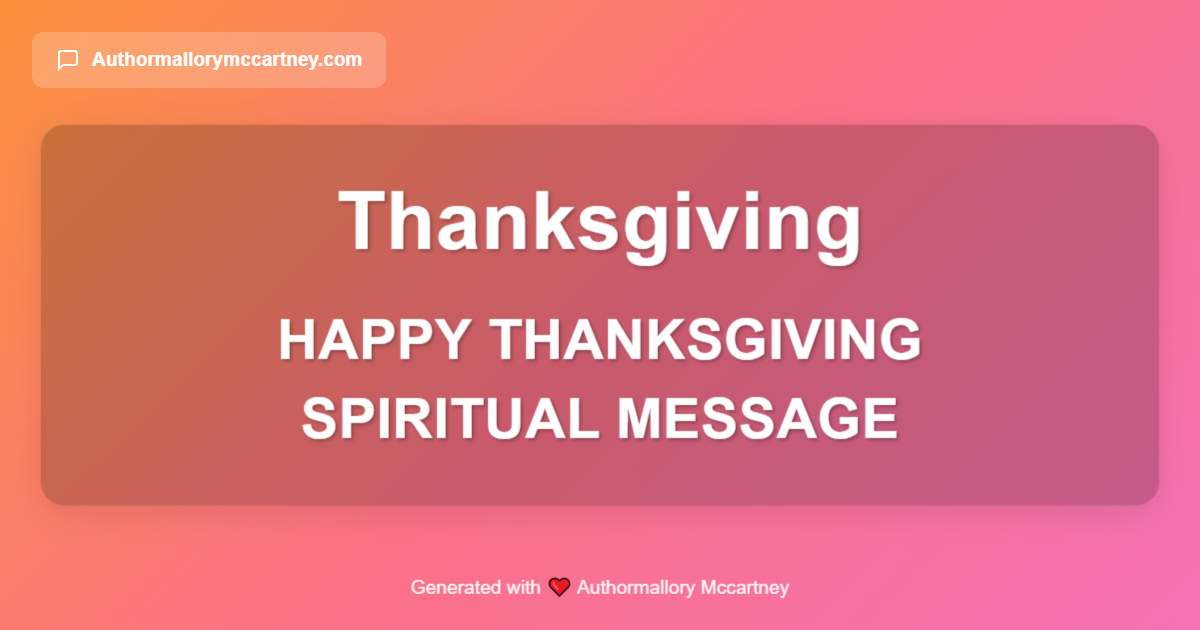 Authormallorymccartney.com
Thanksgiving
HAPPY THANKSGIVING
SPIRITUAL MESSAGE
Generated with ❤️ Authormallory Mccartney